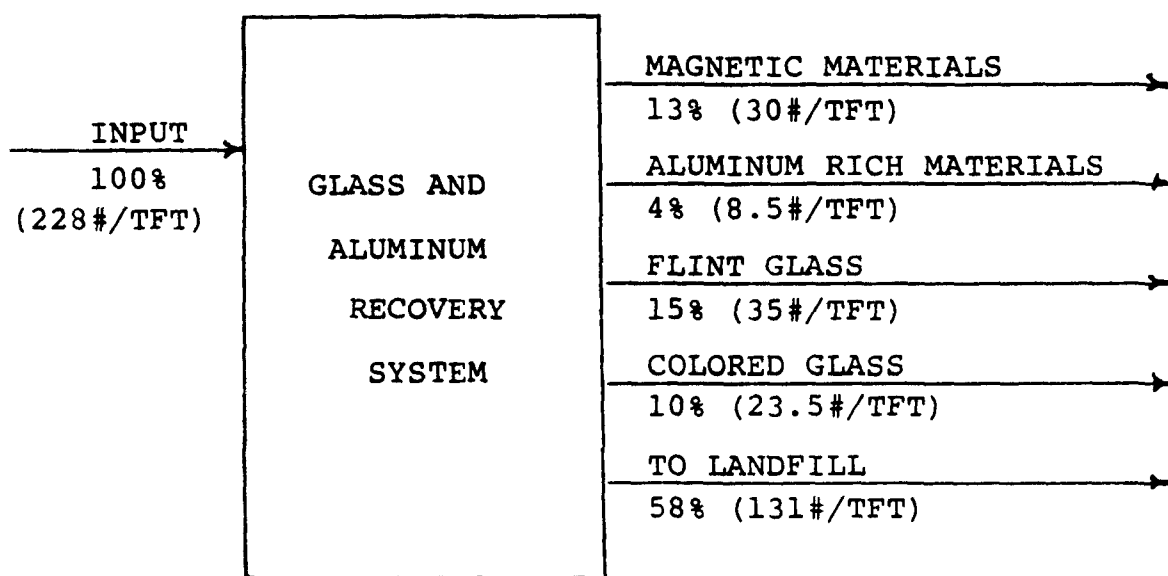 INPUT
100%
(228#/TFT)
GLASS AND
ALUMINUM
RECOVERY
SYSTEM
MAGNETIC MATERIALS
13% (30#/TFT)
ALUMINUM RICH MATERIALS
4% (8.5#/TFT)
FLINT GLASS
15% (35#/TFT)
COLORED GLASS
10% (23.5#/TFT)
TO LANDFILL
58% (131#/TFT)